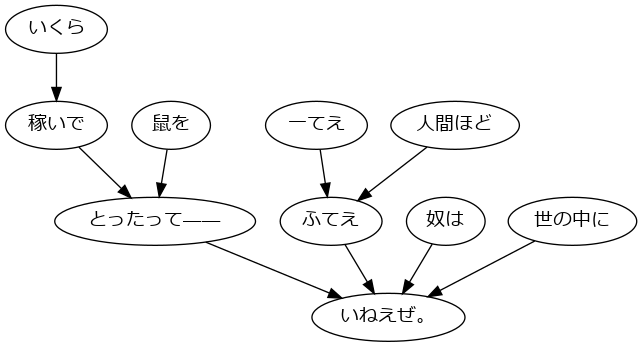 いくら
稼いで 鼠を 一てえ 人間ほど
とったって―― ふてえ 奴は 世の中に
いねえぜ。